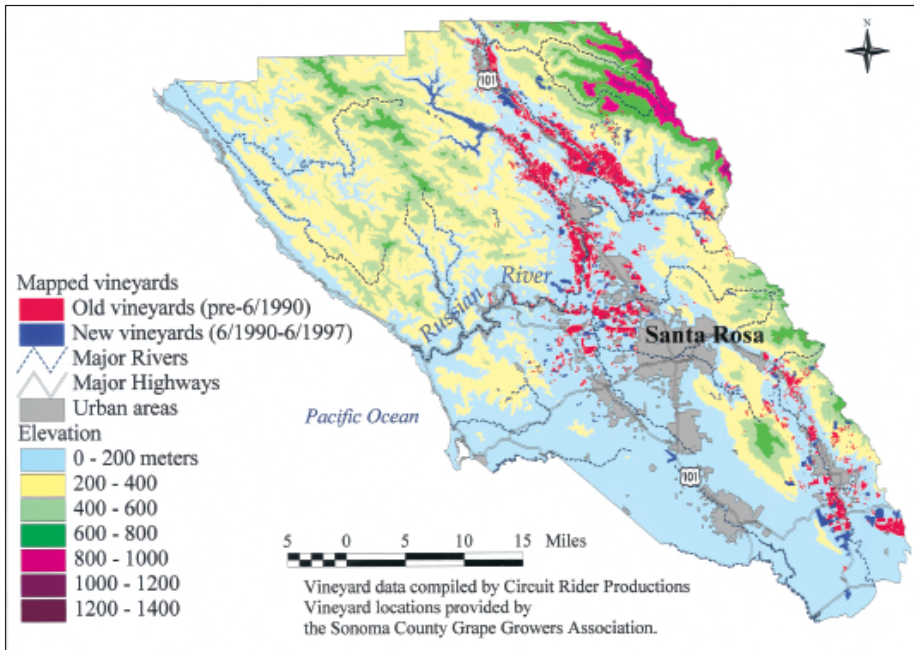 N
101
Mapped vineyards
Old vineyards (pre-6/1990)
New vineyards (6/1990-6/1997)
Major Rivers
Major Highways
Urban areas
Elevation
0 - 200 meters
200 - 400
400 - 600
600 - 800
800 - 1000
1000 - 1200
1200 - 1400
Russian River
Santa Rosa
Pacific Ocean
101
5 0 5 10 15 Miles
Vineyard data compiled by Circuit Rider Productions
Vineyard locations provided by
the Sonoma County Grape Growers Association.